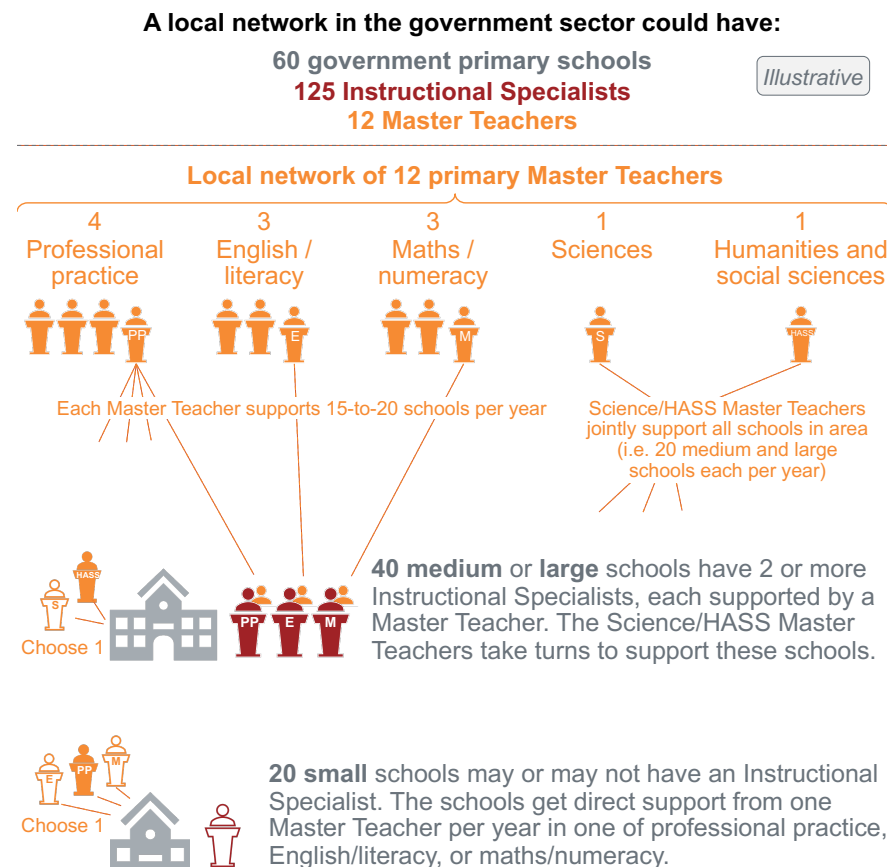 A local network in the government sector could have:
60 government primary schools
125 Instructional Specialists
12 Master Teachers
Illustrative
Local network of 12 primary Master Teachers
4
Professional
practice
3
English /
literacy
3
Maths /
numeracy
1
Sciences
1
Humanities and
social sciences
PP
E
M
S
HASS
Each Master Teacher supports 15-to-20 schools per year
Science/HASS Master Teachers
jointly support all schools in area
(i.e. 20 medium and large
schools each per year)
HASS
S
Choose 1
PP
E
M
40 medium or large schools have 2 or more
Instructional Specialists, each supported by a
Master Teacher. The Science/HASS Master
Teachers take turns to support these schools.
E
PP
M
Choose 1
20 small schools may or may not have an Instructional
Specialist. The schools get direct support from one
Master Teacher per year in one of professional practice,
English/literacy, or maths/numeracy.